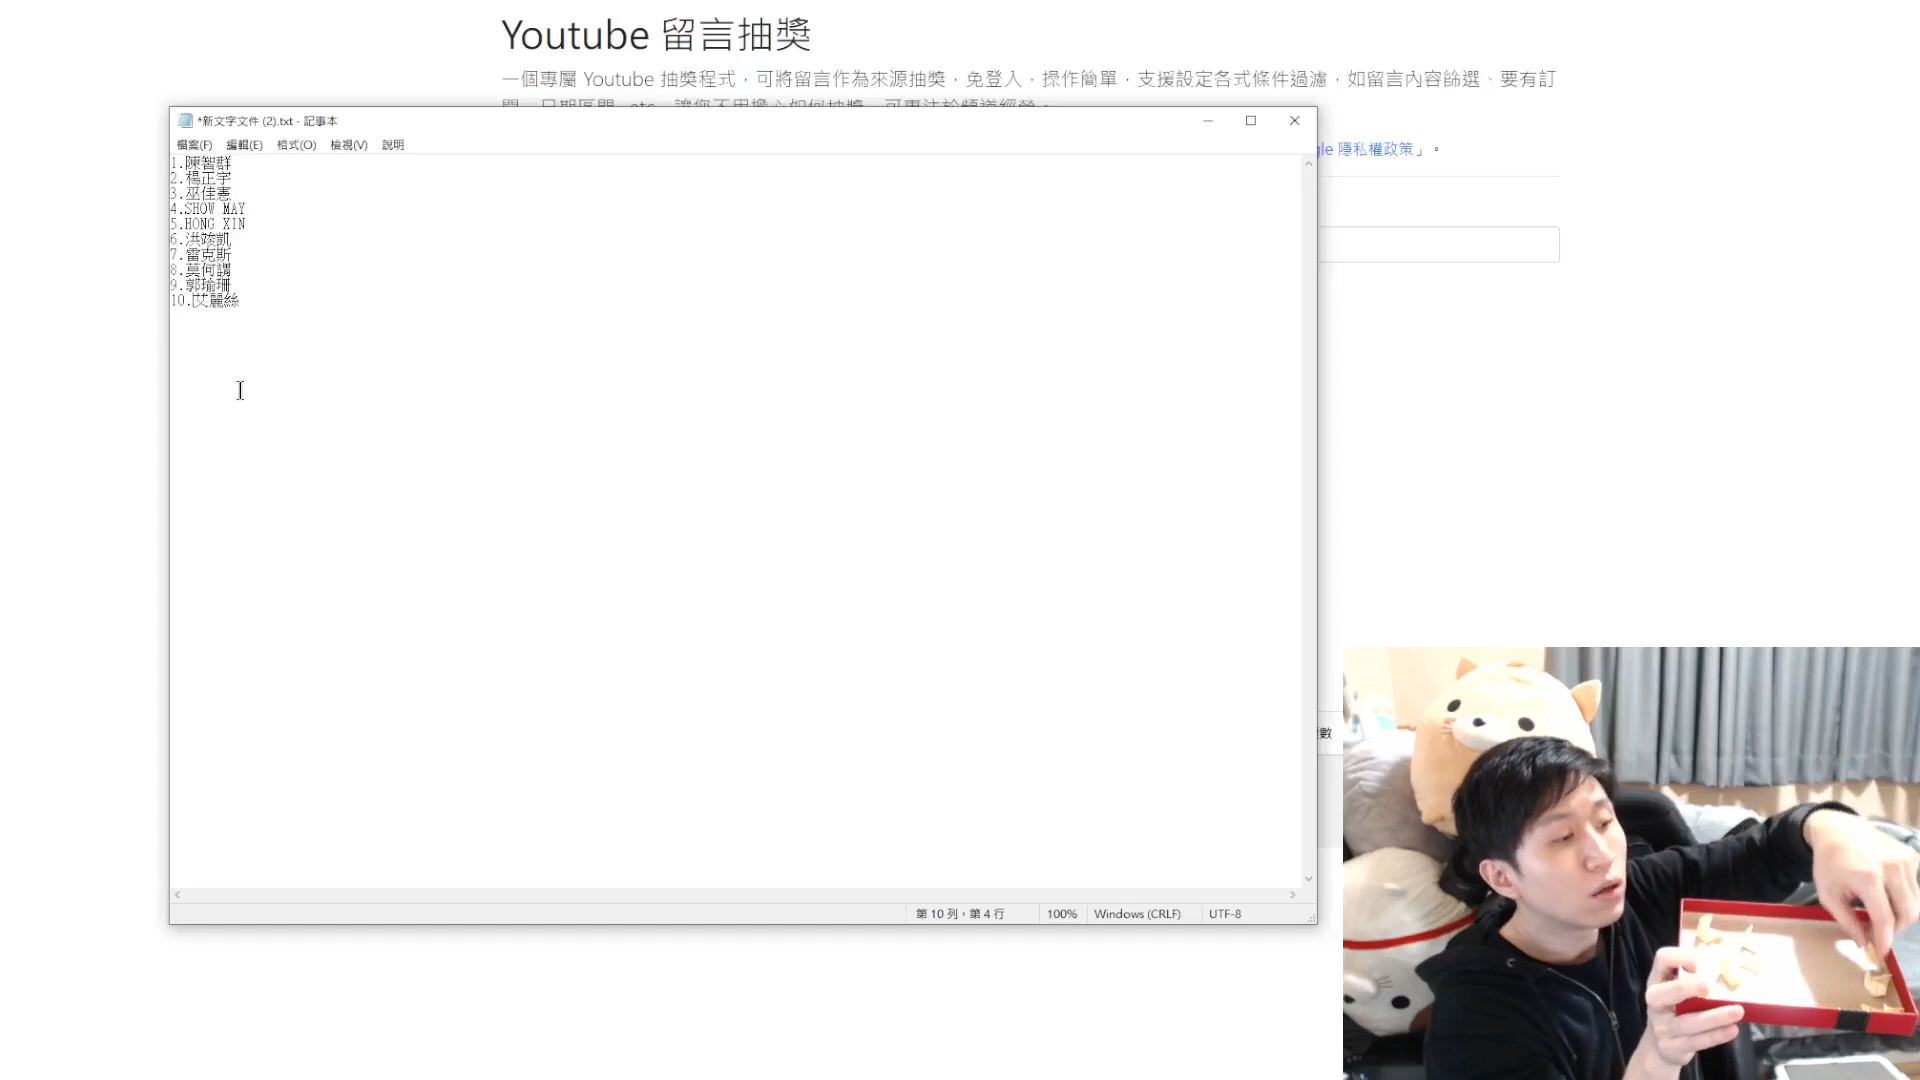 Youtube 留言抽獎
一個專屬 Youtube 抽獎程式，可將留言作為來源抽獎，免登入，操作簡單，支援設定各式條件過濾，如留言內容篩選、要有訂
*新文字文件 (2).txt - 記事本
檔案(F) 編輯(E) 格式(O) 檢視(V) 說明
gle 隱私權政策」。
1.陳智群
2.楊正宇
3.巫佳憲
4.SHOW MAY
5.HONG XIN
6.洪竣凱
7.雷克斯
8.莫何謂
9.郭瑜珊
10.艾麗絲
數
第 10 列，第 4 行 100% Windows (CRLF) UTF-8